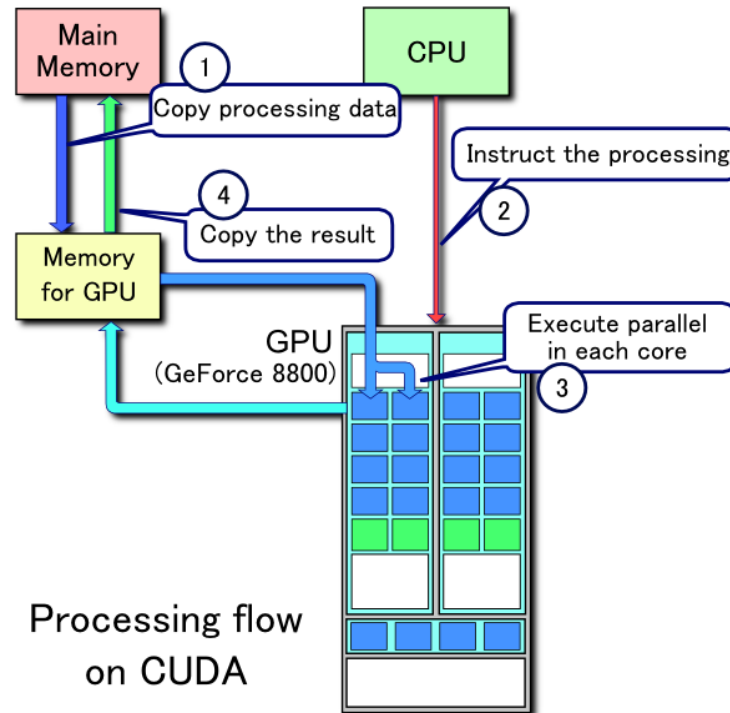 Main
Memory
CPU
1
Copy processing data
Instruct the processing
2
4
Copy the result
Memory
for GPU
GPU
(GeForce 8800)
Execute parallel
in each core
3
Processing flow
on CUDA